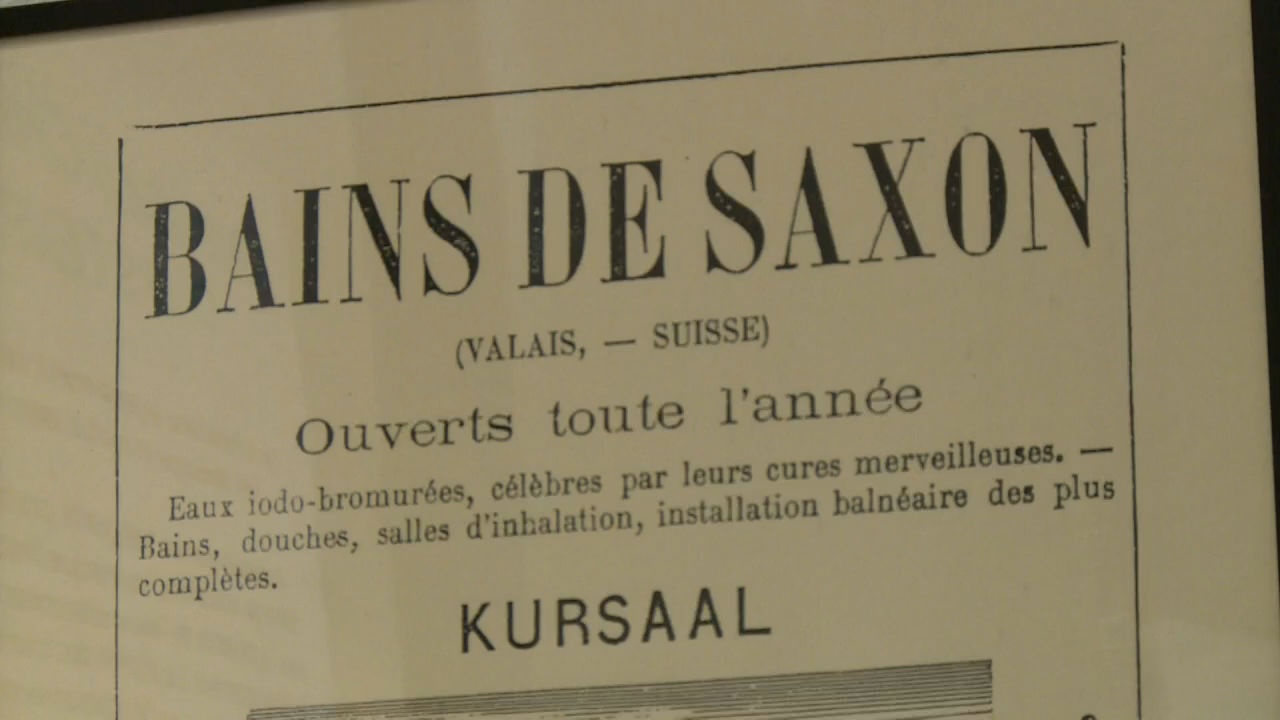 BAINS DE SAXON
(VALAIS, — SUISSE)
Ouverts toute l'année
Eaux iodo-bromurées, célèbres par leurs cures merveilleuses. —
Bains, douches, salles d'inhalation, installation balnéaire des plus
complètes.
KURSAAL